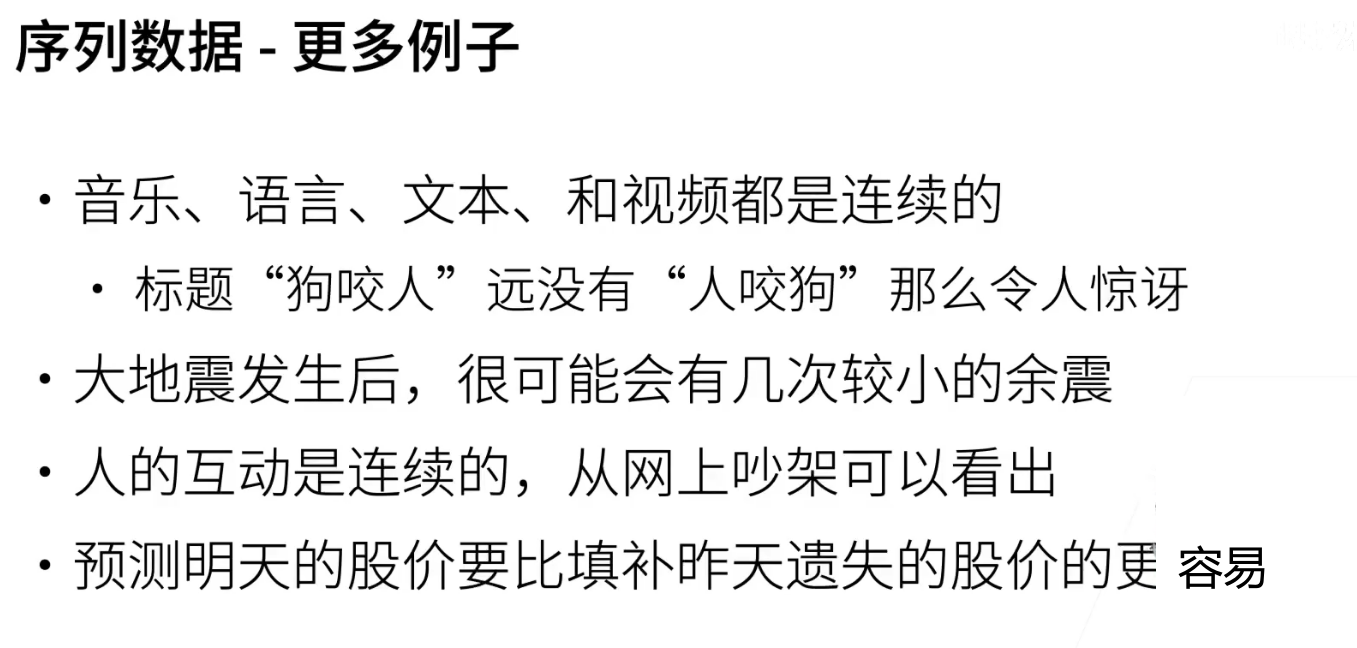 序列数据 - 更多例子
• 音乐、语言、文本、和视频都是连续的
• 标题“狗咬人”远没有“人咬狗”那么令人惊讶
• 大地震发生后，很可能会有几次较小的余震
• 人的互动是连续的，从网上吵架可以看出
• 预测明天的股价要比填补昨天遗失的股价的更 容易